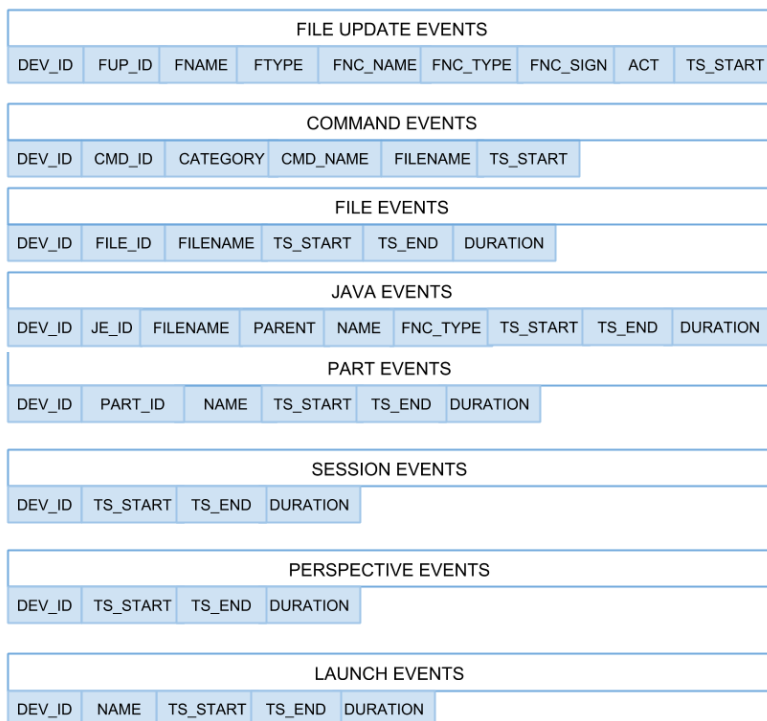 FILE UPDATE EVENTS
DEV_ID FUP_ID FNAME FTYPE FNC_NAME FNC_TYPE FNC_SIGN ACT TS_START
COMMAND EVENTS
DEV_ID CMD_ID CATEGORY CMD_NAME FILENAME TS_START
FILE EVENTS
DEV_ID FILE_ID FILENAME TS_START TS_END DURATION
JAVA EVENTS
DEV_ID JE_ID FILENAME PARENT NAME FNC_TYPE TS_START TS_END DURATION
PART EVENTS
DEV_ID PART_ID NAME TS_START TS_END DURATION
SESSION EVENTS
DEV_ID TS_START TS_END DURATION
PERSPECTIVE EVENTS
DEV_ID TS_START TS_END DURATION
LAUNCH EVENTS
DEV_ID NAME TS_START TS_END DURATION